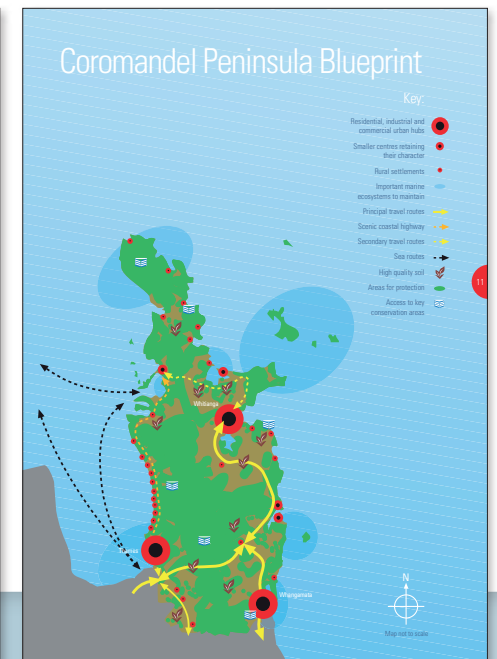 Coromandel Peninsula Blueprint
Key:
Residential, industrial and
commercial urban hubs
Smaller centres retaining
their character
Rural settlements
Important marine
ecosystems to maintain
Principal travel routes
Scenic coastal highway
Secondary travel routes
Sea routes
High quality soil
Areas for protection
Access to key
conservation areas
11
Whitianga
Thames
Whangamata
N
Map not to scale